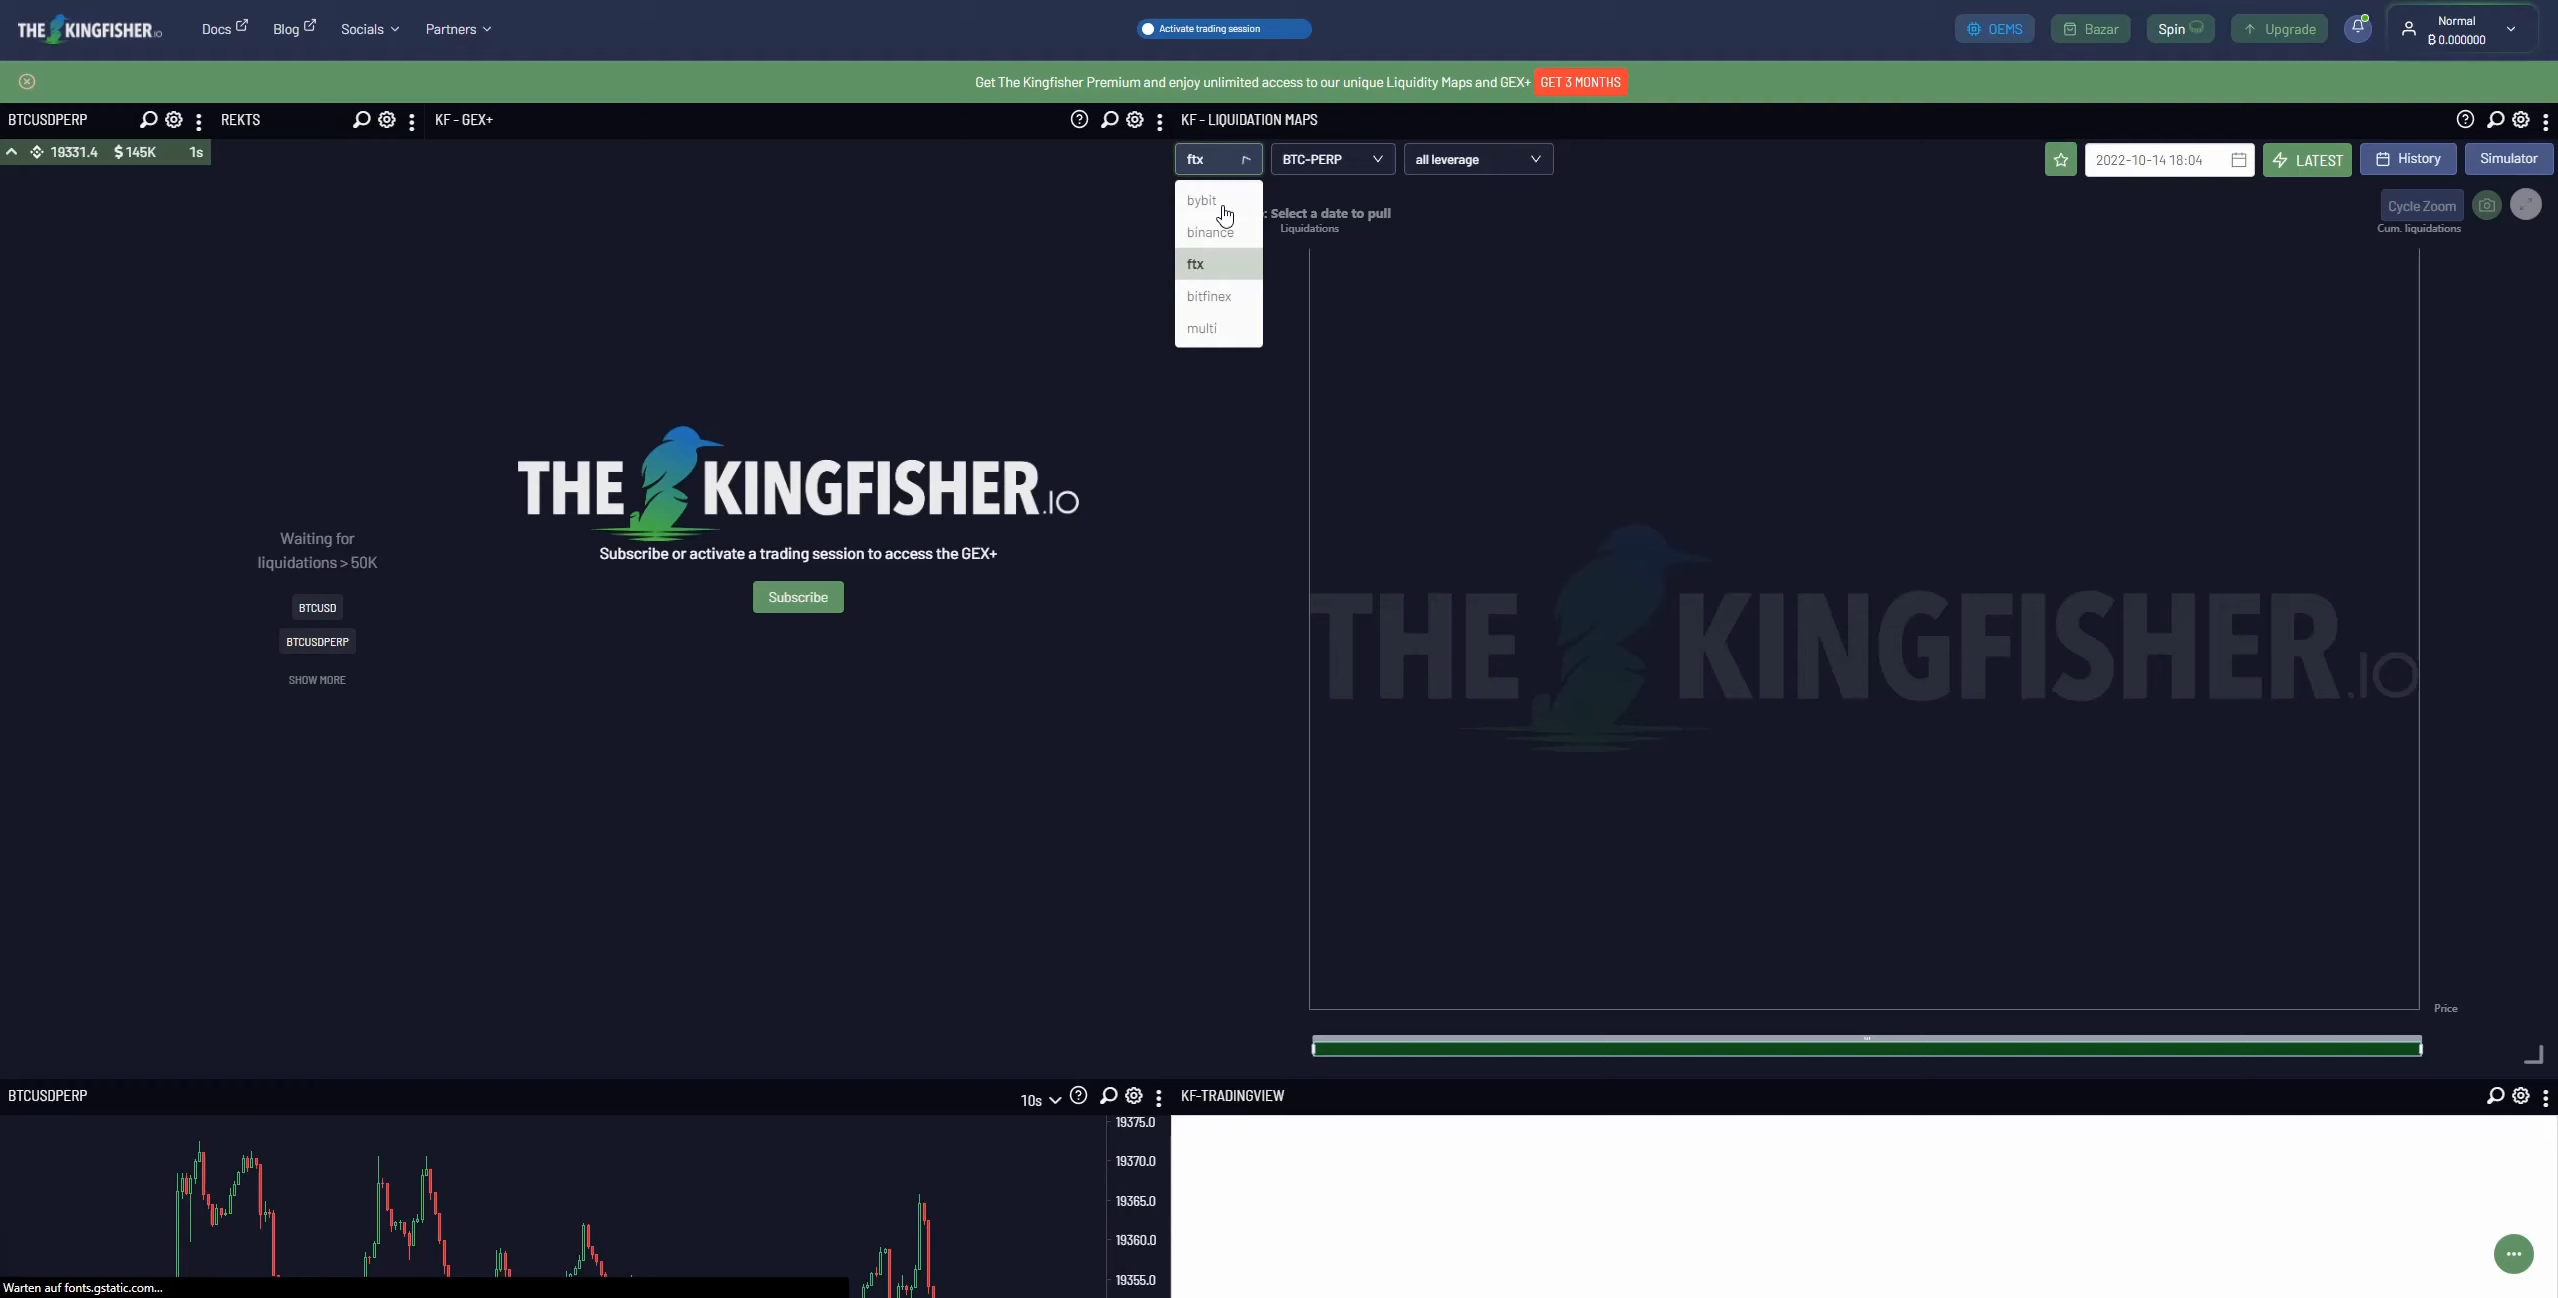 THE KINGFISHER.IO
Docs
Blog
Socials
Partners
Activate trading session
OEMS
Bazar
Spin
Upgrade
Normal
₿ 0.000000
Get The Kingfisher Premium and enjoy unlimited access to our unique Liquidity Maps and GEX+ GET 3 MONTHS
BTCUSDPERP
REKTS
KF - GEX+
KF - LIQUIDATION MAPS
19331.4 $ 145K 1s
ftx
BTC-PERP
all leverage
2022-10-14 18:04
LATEST
History
Simulator
bybit
binance
ftx
bitfinex
multi
: Select a date to pull
Liquidations
Cycle Zoom
Cum. liquidations
THE KINGFISHER.IO
Subscribe or activate a trading session to access the GEX+
Subscribe
Waiting for
liquidations > 50K
BTCUSD
BTCUSDPERP
SHOW MORE
THE KINGFISHER.IO
Price
BTCUSDPERP
10s
KF-TRADINGVIEW
19375.0
19370.0
19365.0
19360.0
19355.0
Warten auf fonts.gstatic.com...